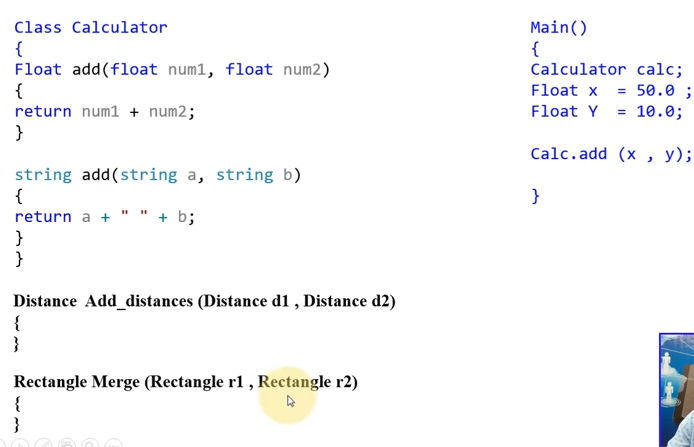 Class Calculator
{
Float add(float num1, float num2)
{
return num1 + num2;
}
string add(string a, string b)
{
return a + " " + b;
}
}
Distance Add_distances (Distance d1 , Distance d2)
{
}
Rectangle Merge (Rectangle r1 , Rectangle r2)
{
}
Main()
{
Calculator calc;
Float x = 50.0 ;
Float Y = 10.0;
Calc.add (x , y);
}